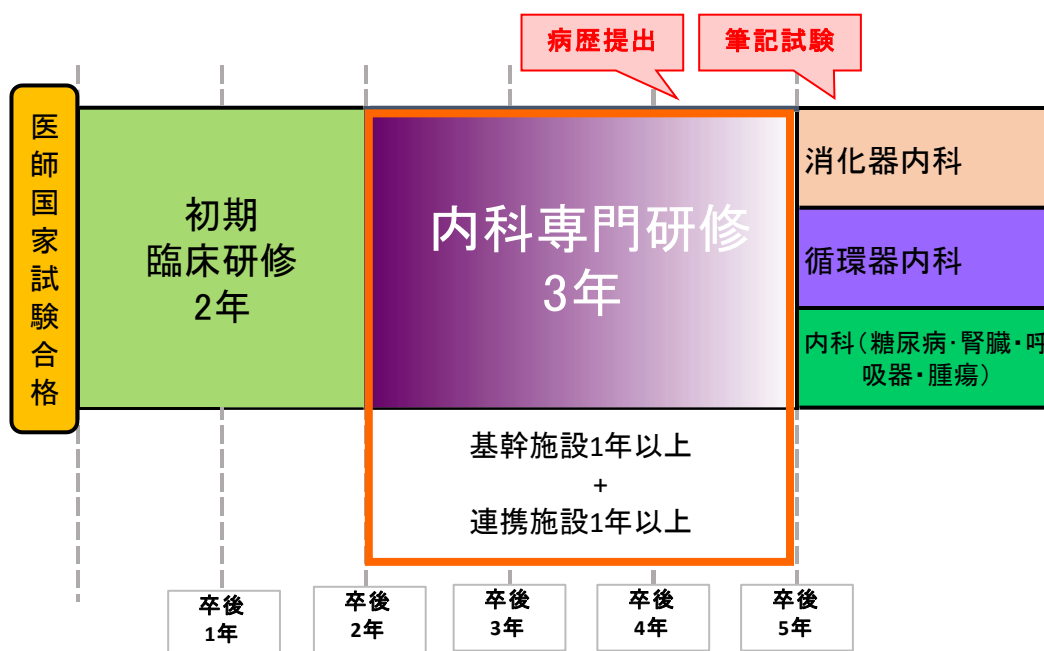 病歴提出
筆記試験
医師国家試験合格
初期
臨床研修
2年
内科専門研修
3年
消化器内科
循環器内科
内科（糖尿病・腎臓・呼
吸器・腫瘍）
基幹施設1年以上
+
連携施設1年以上
卒後
1年
卒後
2年
卒後
3年
卒後
4年
卒後
5年